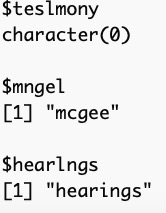 $teslmony
character(0)
$mngel
[1] "mcgee"
$hearlngs
[1] "hearings"